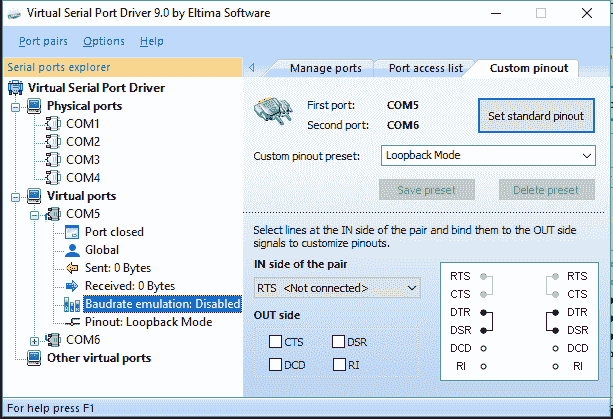 Virtual Serial Port Driver 9.0 by Eltima Software
Port pairs Options Help
Serial ports explorer
Virtual Serial Port Driver
Physical ports
COM1
COM2
COM3
COM4
Virtual ports
COM5
Port closed
Global
Sent: 0 Bytes
Received: 0 Bytes
Baudrate emulation: Disabled
Pinout: Loopback Mode
COM6
Other virtual ports
Manage ports Port access list Custom pinout
First port: COM5
Second port: COM6
Set standard pinout
Custom pinout preset: Loopback Mode
Save preset Delete preset
Select lines at the IN side of the pair and bind them to the OUT side
signals to customize pinouts.
IN side of the pair
RTS <Not connected>
OUT side
CTS DSR
DCD RI
RTS RTS
CTS CTS
DTR DTR
DSR DSR
DCD DCD
RI RI
For help press F1